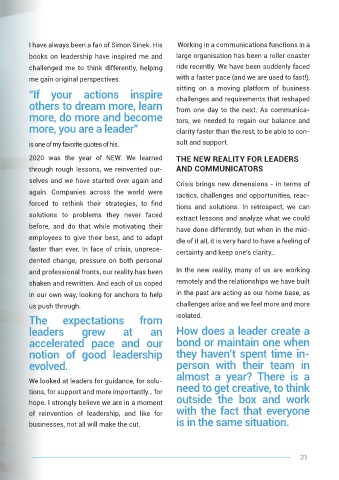 I have always been a fan of Simon Sinek. His
books on leadership have inspired me and
challenged me to think differently, helping
me gain original perspectives.
"If your actions inspire
others to dream more, learn
more, do more and become
more, you are a leader"
is one of my favorite quotes of his.
2020 was the year of NEW. We learned
through rough lessons, we reinvented our-
selves and we have started over again and
again. Companies across the world were
forced to rethink their strategies, to find
solutions to problems they never faced
before, and do that while motivating their
employees to give their best, and to adapt
faster than ever. In face of crisis, unprece-
dented change, pressure on both personal
and professional fronts, our reality has been
shaken and rewritten. And each of us coped
in our own way, looking for anchors to help
us push through.
The expectations from
leaders grew at an
accelerated pace and our
notion of good leadership
evolved.
We looked at leaders for guidance, for solu-
tions, for support and more importantly… for
hope. I strongly believe we are in a moment
of reinvention of leadership, and like for
businesses, not all will make the cut.
Working in a communications functions in a
large organisation has been a roller coaster
ride recently. We have been suddenly faced
with a faster pace (and we are used to fast!),
sitting on a moving platform of business
challenges and requirements that reshaped
from one day to the next. As communica-
tors, we needed to regain our balance and
clarity faster than the rest, to be able to con-
sult and support.
THE NEW REALITY FOR LEADERS
AND COMMUNICATORS
Crisis brings new dimensions - in terms of
tactics, challenges and opportunities, reac-
tions and solutions. In retrospect, we can
extract lessons and analyze what we could
have done differently, but when in the mid-
dle of it all, it is very hard to have a feeling of
certainty and keep one's clarity..
In the new reality, many of us are working
remotely and the relationships we have built
in the past are acting as our home base, as
challenges arise and we feel more and more
isolated.
How does a leader create a
bond or maintain one when
they haven't spent time in-
person with their team in
almost a year? There is a
need to get creative, to think
outside the box and work
with the fact that everyone
is in the same situation.
21